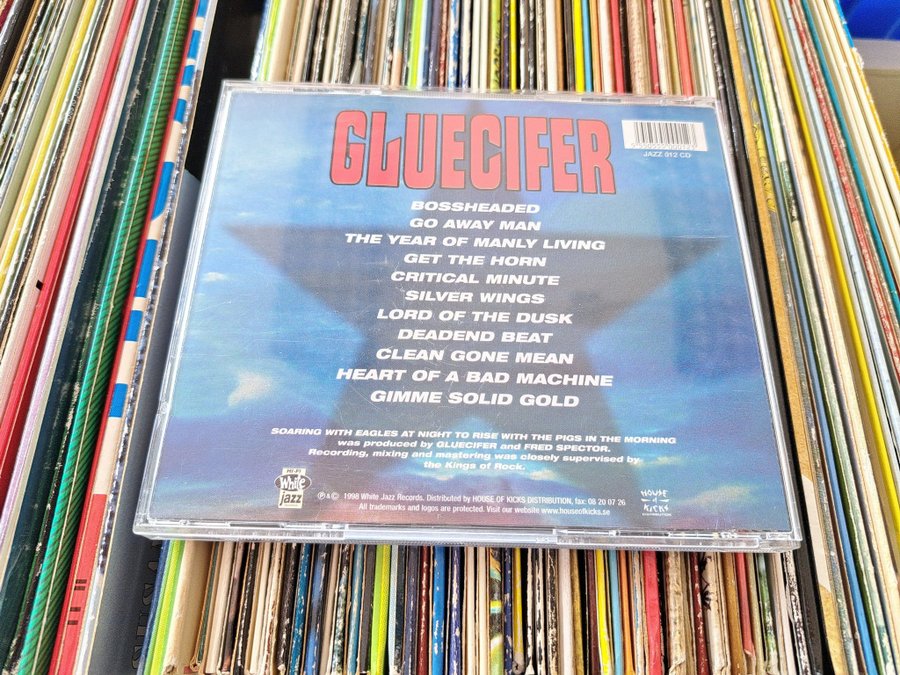 GLUECIFER
JAZZ 012 CD
BOSSHEADED
GO AWAY MAN
THE YEAR OF MANLY LIVING
GET THE HORN
CRITICAL MINUTE
SILVER WINGS
LORD OF THE DUSK
DEADEND BEAT
CLEAN GONE MEAN
HEART OF A BAD MACHINE
GIMME SOLID GOLD
SOARING WITH EAGLES AT NIGHT TO RISE WITH THE PIGS IN THE MORNING
was produced by GLUECIFER and FRED SPECTOR.
Recording, mixing and mastering was closely supervised by
the Kings of Rock.
HI-FI
White
jazz
℗ & © 1998 White Jazz Records. Distributed by HOUSE OF KICKS DISTRIBUTION, fax: 08 20 07 26
All trademarks and logos are protected. Visit our website www.houseofkicks.se
HOUSE
of
KICKS
DISTRIBUTION